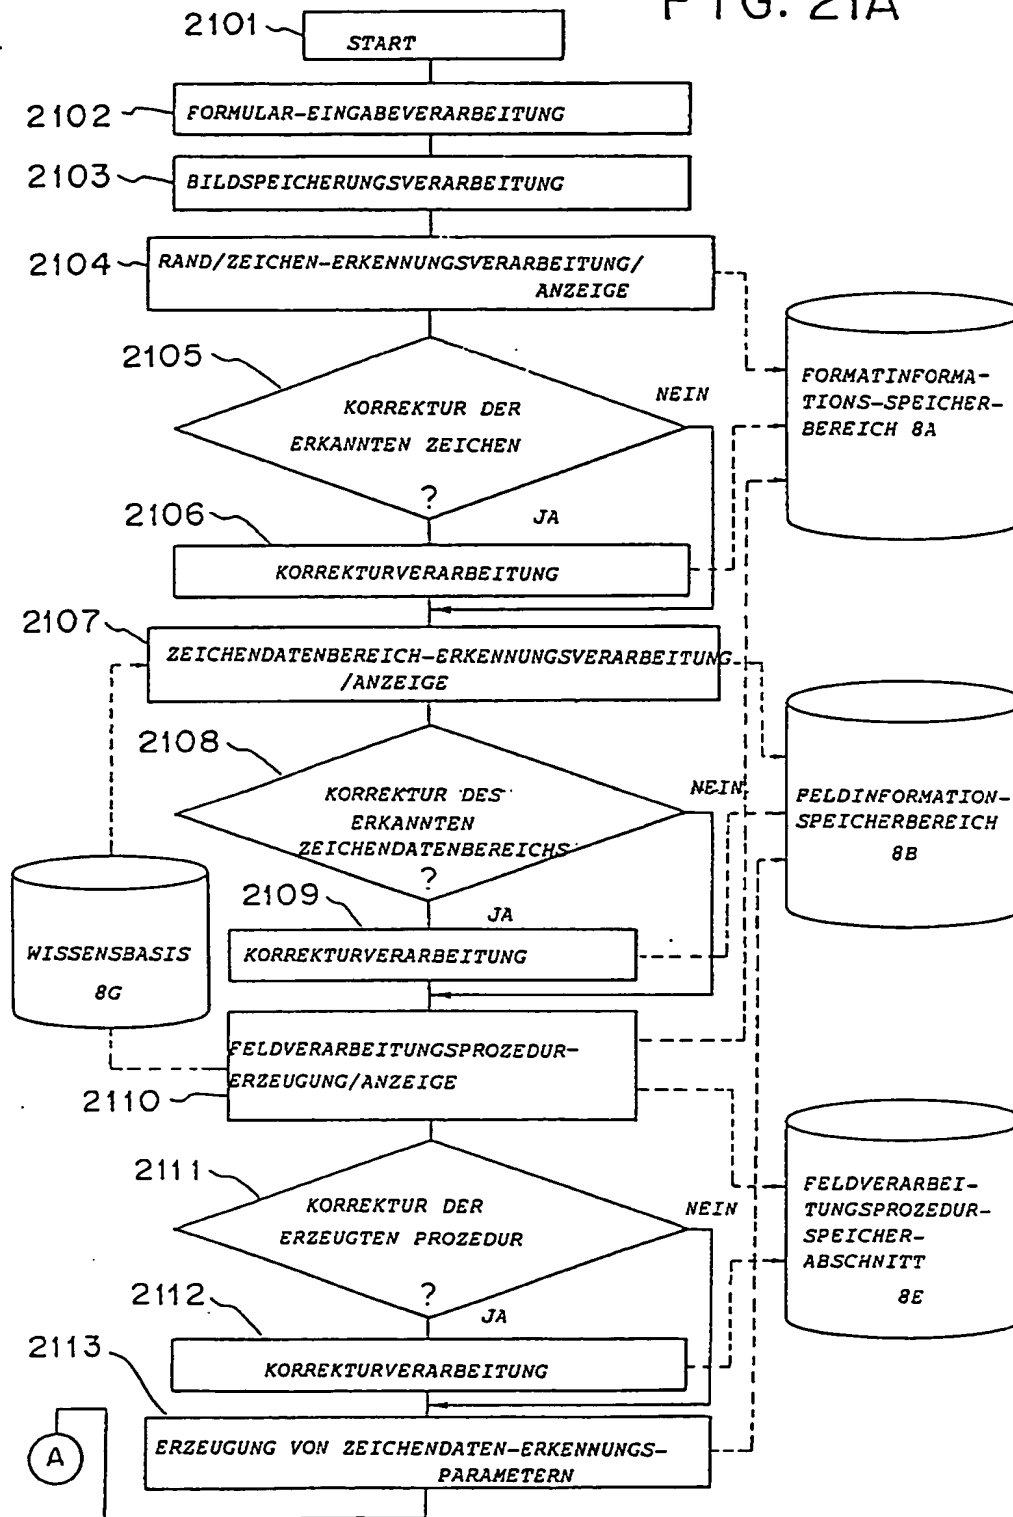 FIG. 21A
2101
START
2102
FORMULAR-EINGABEVERARBEITUNG
2103
BILDSPEICHERUNGSVERARBEITUNG
2104
RAND/ZEICHEN-ERKENNUNGSVERARBEITUNG/
ANZEIGE
2105
KORREKTUR DER
ERKANNTEN ZEICHEN
?
NEIN
JA
FORMATINFORMA-
TIONS-SPEICHER-
BEREICH 8A
2106
KORREKTURVERARBEITUNG
2107
ZEICHENDATENBEREICH-ERKENNUNGSVERARBEITUNG
/ANZEIGE
2108
KORREKTUR DES
ERKANNTEN
ZEICHENDATENBEREICHS
?
NEIN
JA
PELDINFORMATION-
SPEICHERBEREICH
8B
2109
KORREKTURVERARBEITUNG
WISSENSBASIS
8G
FELDVERARBEITUNGSPROZEDUR-
ERZEUGUNG/ANZEIGE
2110
2111
KORREKTUR DER
ERZEUGTEN PROZEDUR
?
NEIN
JA
FELDVERARBEI-
TUNGSPROZEDUR-
SPEICHER-
ABSCHNITT
8E
2112
KORREKTURVERARBEITUNG
2113
ERZEUGUNG VON ZEICHENDATEN-ERKENNUNGS-
PARAMETERN
A